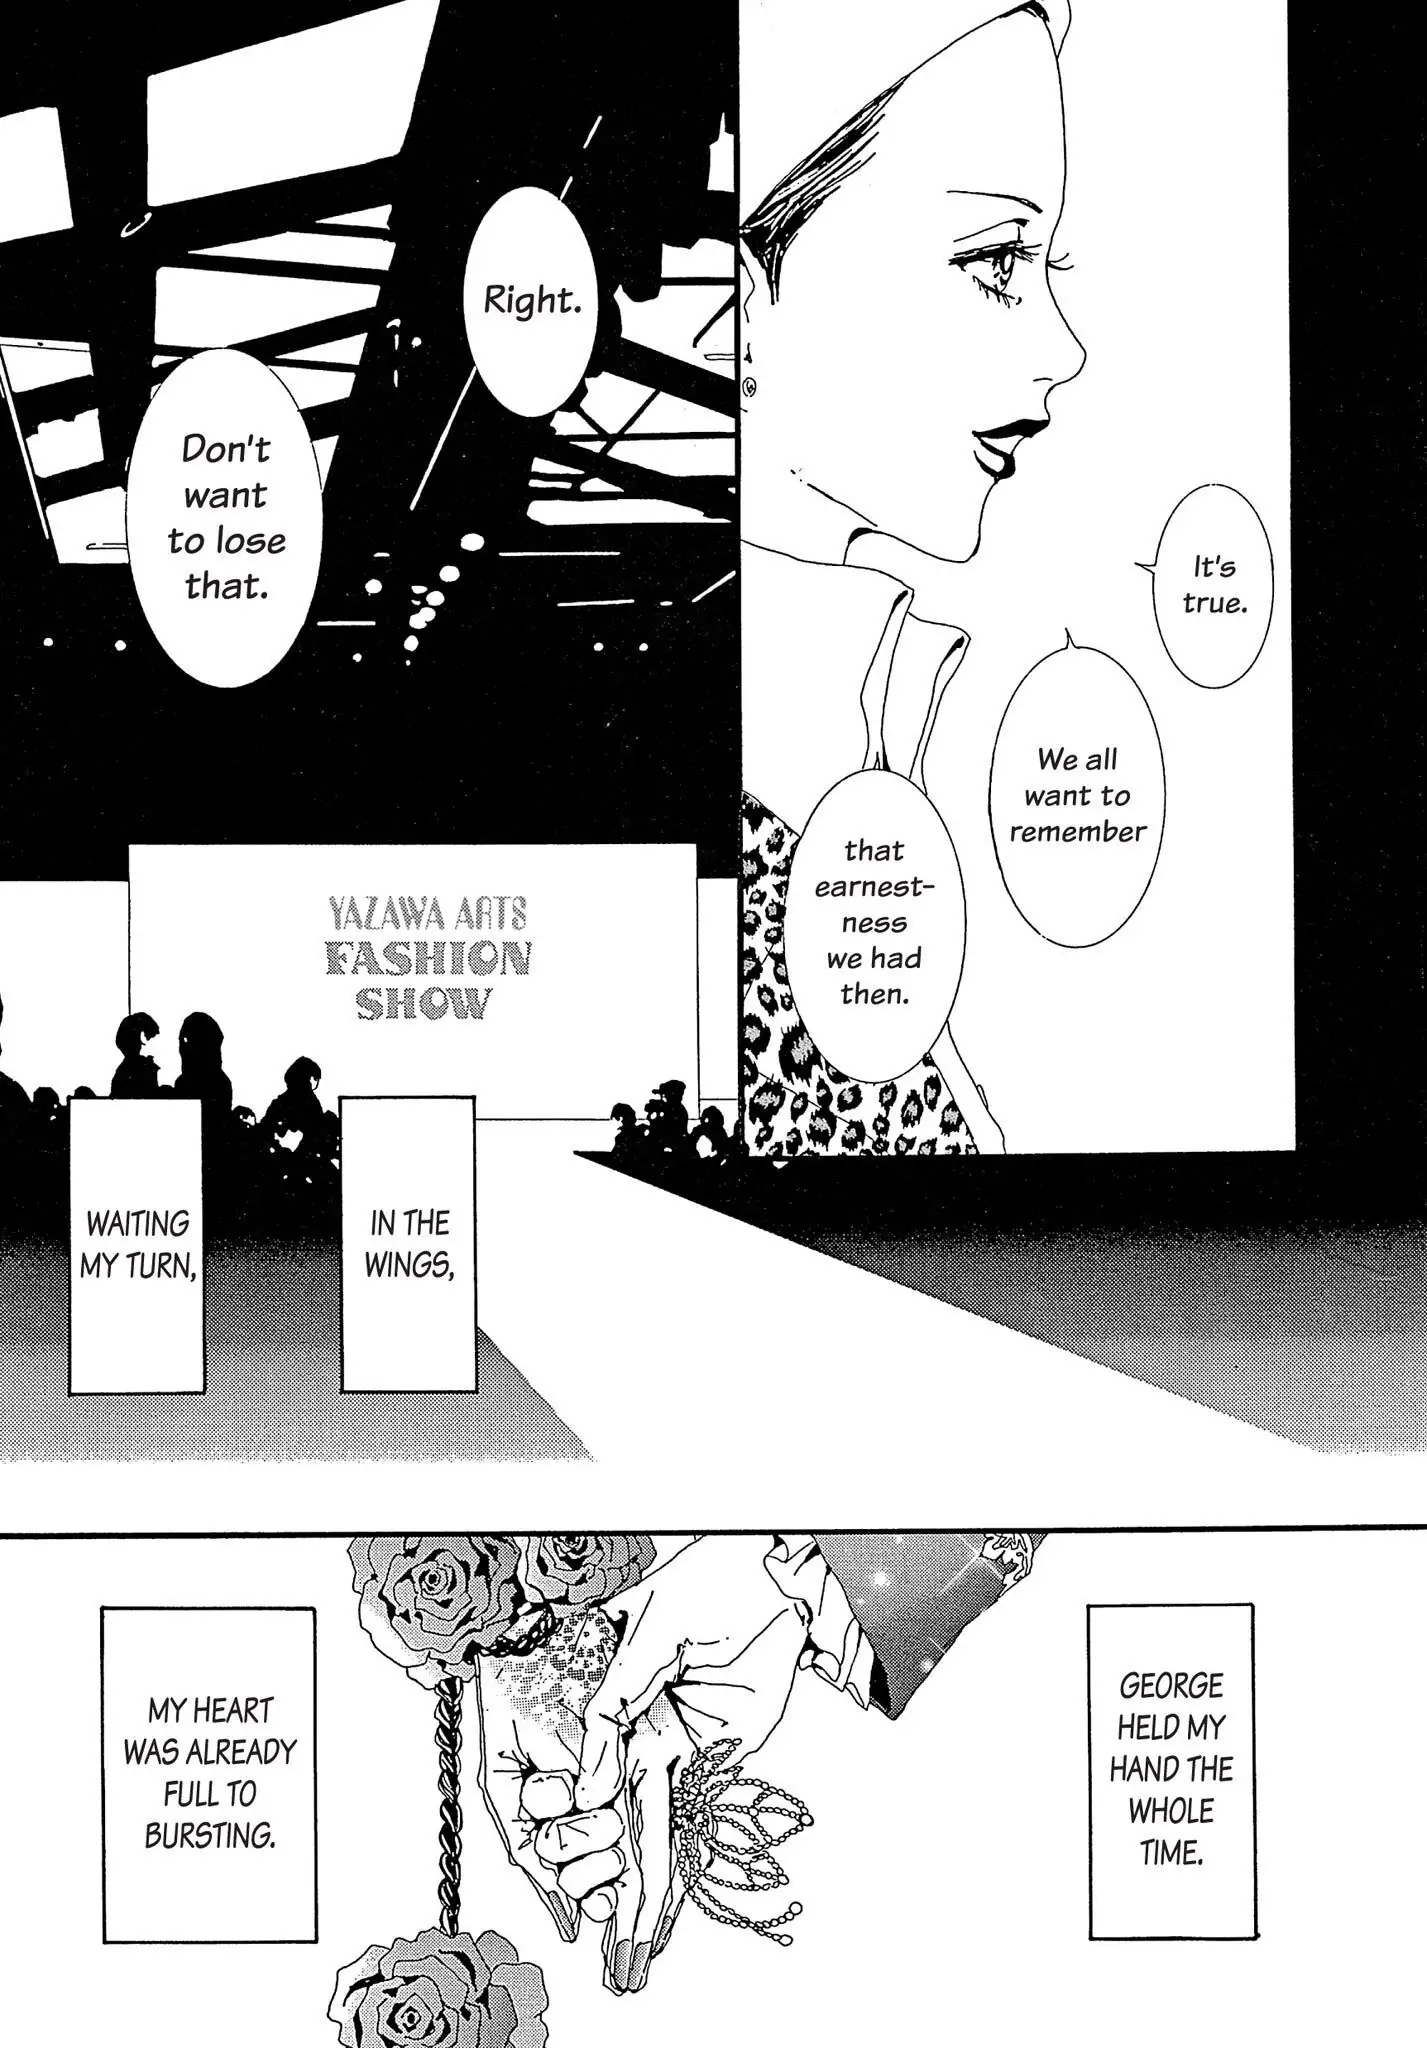 It's
true.
We all
want to
remember
that
earnest-
ness
we had
then.
Right.
Don't
want
to lose
that.
YAZAWA ARTS
FASHION
SHOW
IN THE
WINGS,
WAITING
MY TURN,
GEORGE
HELD MY
HAND THE
WHOLE
TIME.
MY HEART
WAS ALREADY
FULL TO
BURSTING.